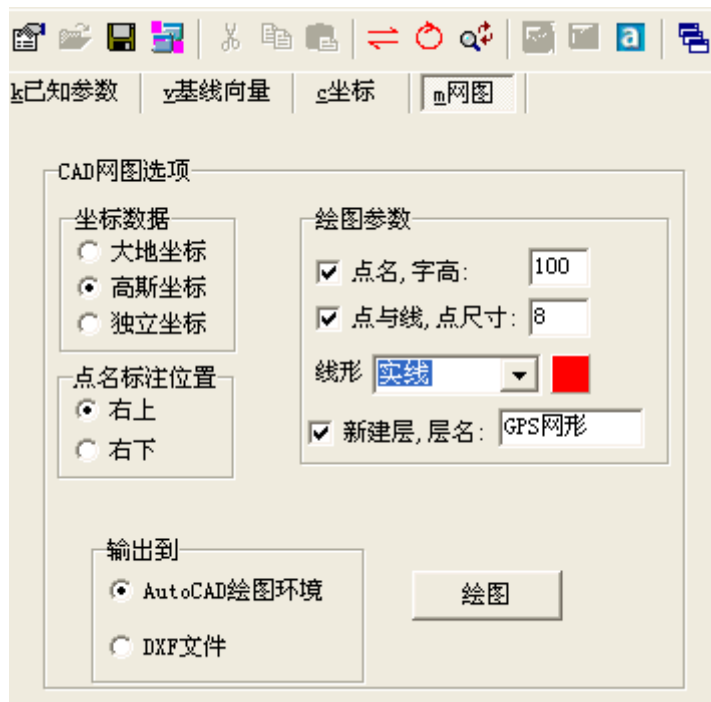 a
k已知参数 v基线向量 c坐标 m网图
CAD网图选项
坐标数据
大地坐标
高斯坐标
独立坐标
点名标注位置
右上
右下
绘图参数
点名,字高: 100
点与线,点尺寸: 8
线形 实线
新建层,层名: GPS网形
输出到
AutoCAD绘图环境
DXF文件
绘图